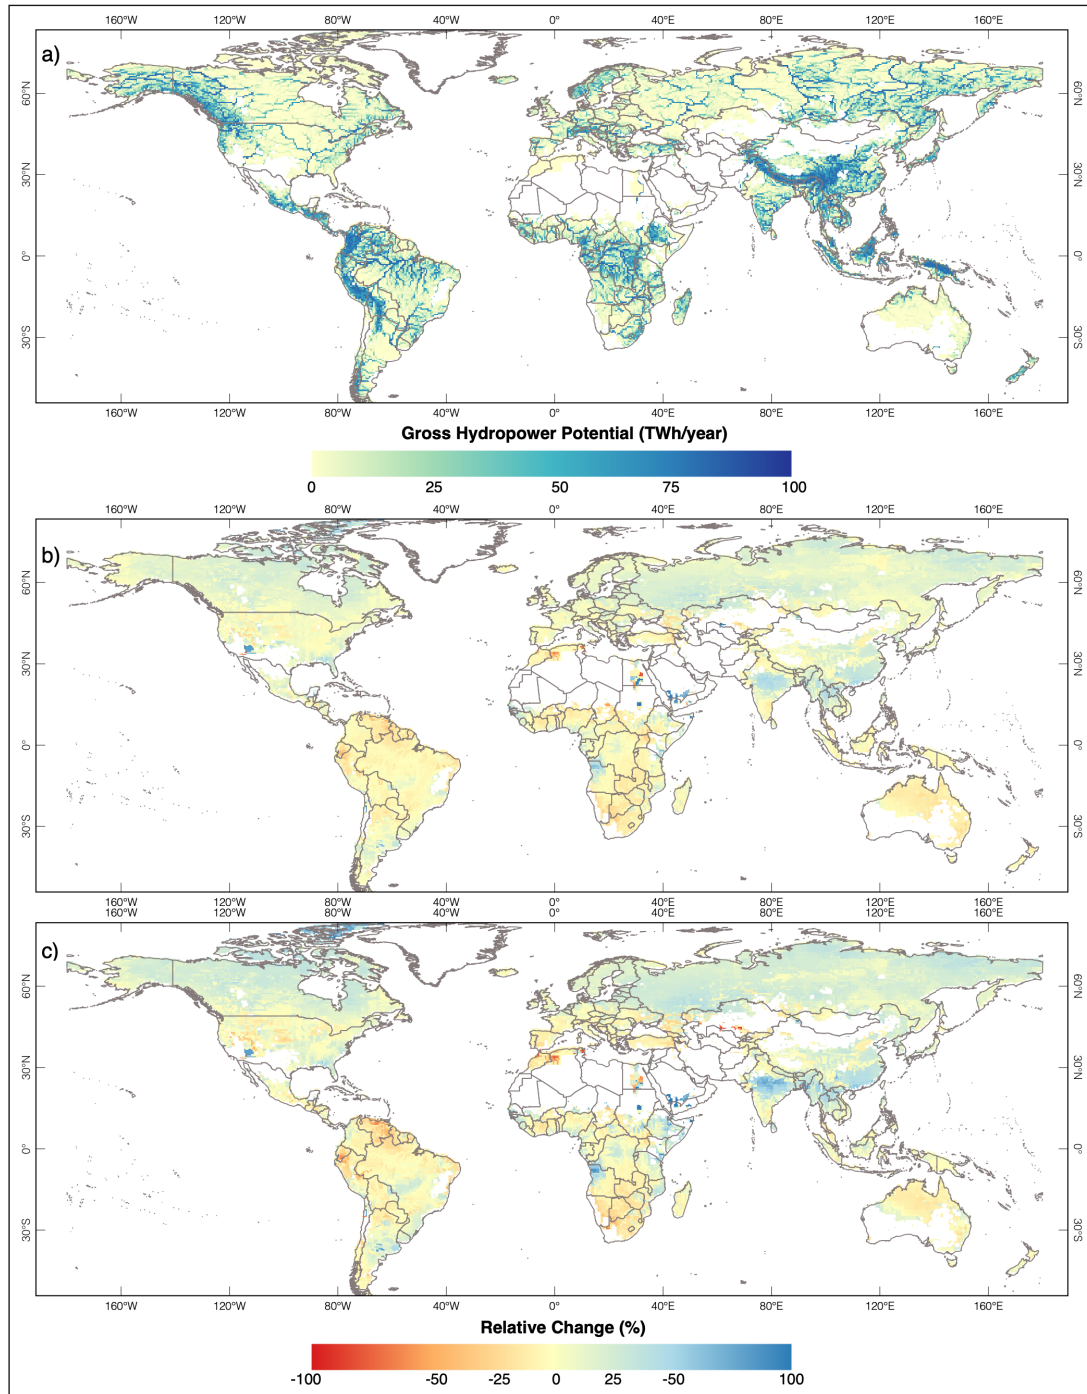 160°W 120°W 80°W 40°W 0° 40°E 80°E 120°E 160°E
a)
60°N 60°N
30°N 30°N
0° 0°
30°S 30°S
160°W 120°W 80°W 40°W 0° 40°E 80°E 120°E 160°E
Gross Hydropower Potential (TWh/year)
0 25 50 75 100
160°W 120°W 80°W 40°W 0° 40°E 80°E 120°E 160°E
b)
60°N 60°N
30°N 30°N
0° 0°
30°S 30°S
160°W 120°W 80°W 40°W 0° 40°E 80°E 120°E 160°E
160°W 120°W 80°W 40°W 0° 40°E 80°E 120°E 160°E
c)
60°N 60°N
30°N 30°N
0° 0°
30°S 30°S
160°W 120°W 80°W 40°W 0° 40°E 80°E 120°E 160°E
Relative Change (%)
-100 -50 -25 0 25 -50 100